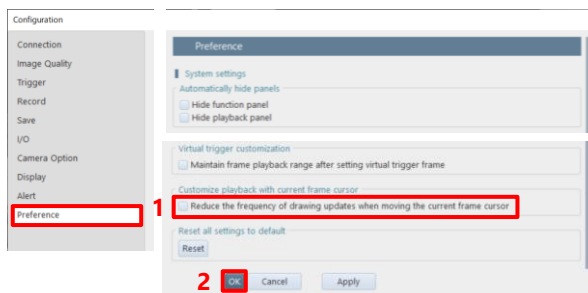 Configuration
Connection
Image Quality
Trigger
Record
Save
I/O
Camera Option
Display
Alert
Preference
Preference
System settings
Automatically hide panels
Hide function panel
Hide playback panel
Virtual trigger customization
Maintain frame playback range after setting virtual trigger frame
Customize playback with current frame cursor
1
Reduce the frequency of drawing updates when moving the current frame cursor
Reset all settings to default
Reset
2
OK
Cancel
Apply